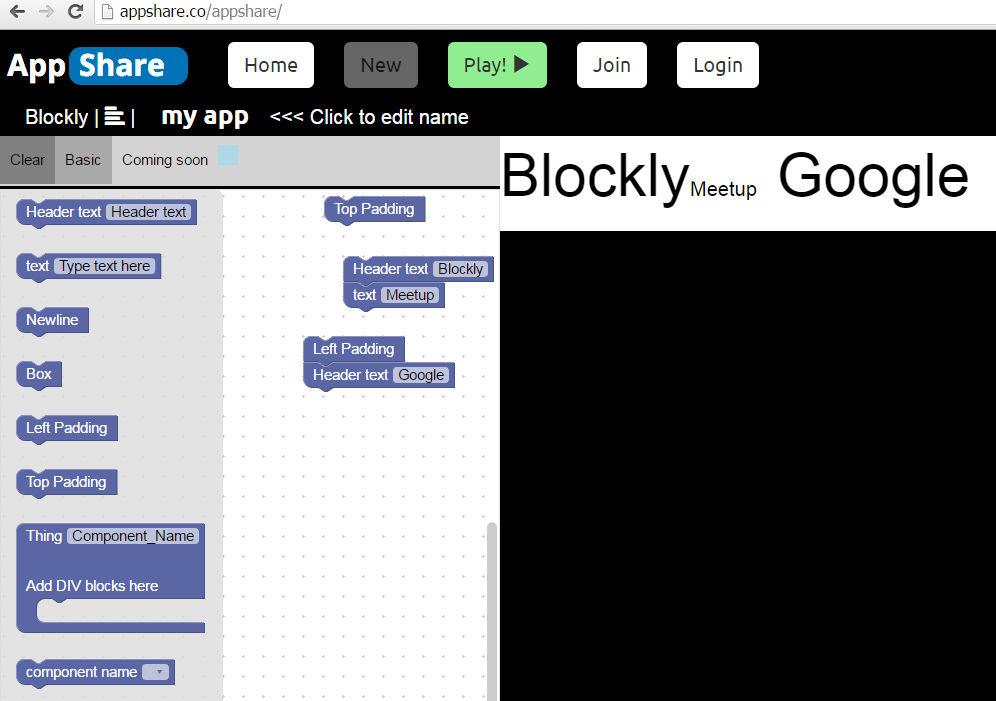 appshare.co/appshare/
App Share Home New Play! Join Login
Blockly | | my app <<< Click to edit name
Clear Basic Coming soon
Header text Header text
text Type text here
Newline
Box
Left Padding
Top Padding
Thing Component_Name
Add DIV blocks here
component name
Top Padding
Header text Blockly
text Meetup
Left Padding
Header text Google
Blockly Meetup Google